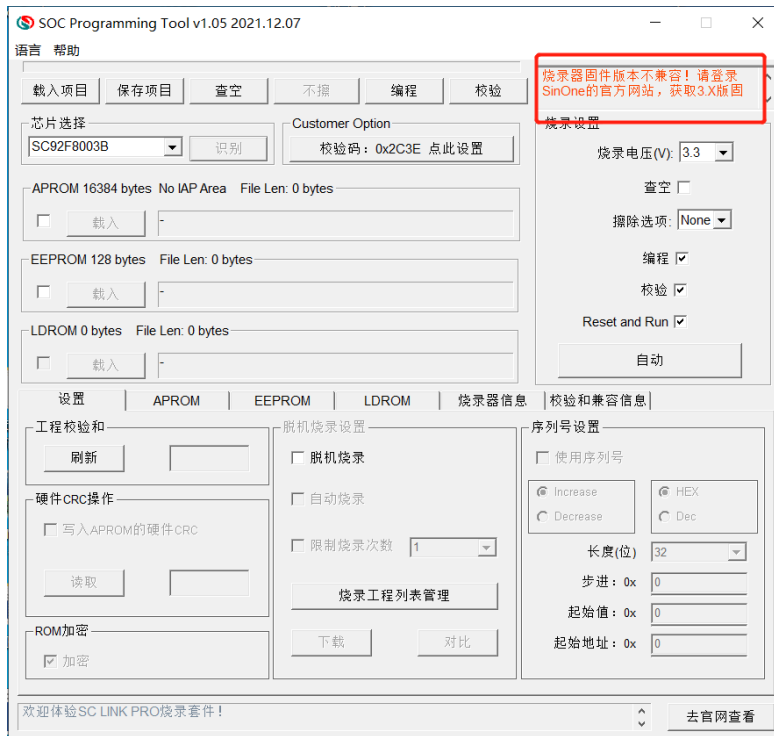 SOC Programming Tool v1.05 2021.12.07
语言 帮助
载入项目 保存项目 查空 不擦 编程 校验
烧录器固件版本不兼容！请登录
SinOne的官方网站，获取3.X版固
芯片选择 Customer Option 烧录设置
SC92F8003B 识别 校验码：0x2C3E 点此设置
烧录电压(V): 3.3
查空
APROM 16384 bytes No IAP Area File Len: 0 bytes
载入 -
擦除选项: None
EEPROM 128 bytes File Len: 0 bytes
编程
载入 -
校验
Reset and Run
LDROM 0 bytes File Len: 0 bytes
载入 -
自动
设置 APROM EEPROM LDROM 烧录器信息 校验和兼容信息
工程校验和 脱机烧录设置 序列号设置
刷新 脱机烧录 使用序列号
硬件CRC操作 自动烧录 Increase HEX
写入APROM的硬件CRC Decrease Dec
限制烧录次数 1 长度(位) 32
读取 步进：0x 0
烧录工程列表管理 起始值：0x 0
ROM加密 下载 对比 起始地址：0x 0
加密
欢迎体验SC LINK PRO烧录套件！ 去官网查看